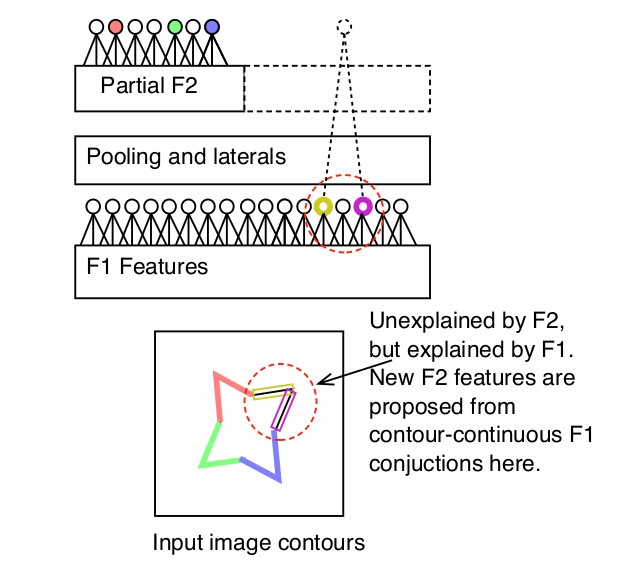 Partial F2
Pooling and laterals
F1 Features
Unexplained by F2,
but explained by F1.
New F2 features are
proposed from
contour-continuous F1
conjuctions here.
Input image contours